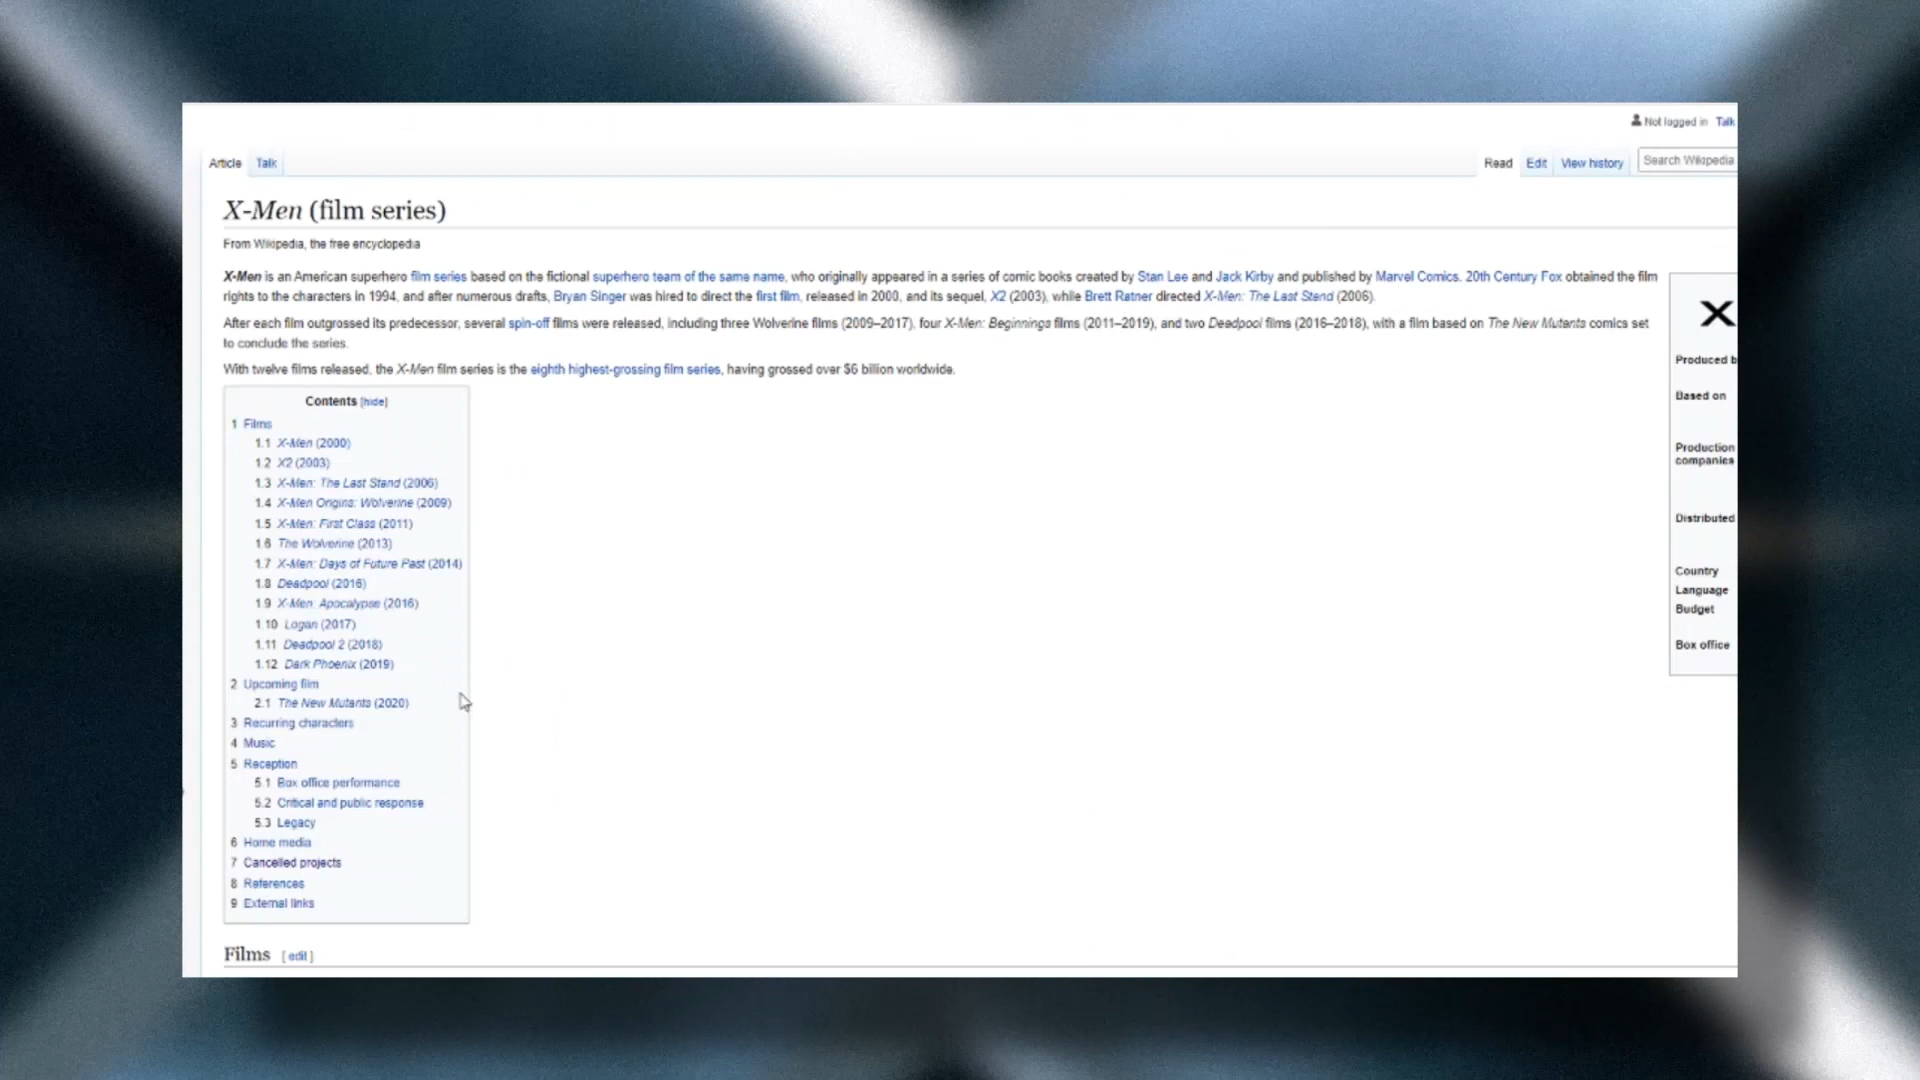 Not logged in Talk
Article Talk Read Edit View history Search Wikipedia
X-Men (film series)
From Wikipedia, the free encyclopedia
X-Men is an American superhero film series based on the fictional superhero team of the same name, who originally appeared in a series of comic books created by Stan Lee and Jack Kirby and published by Marvel Comics. 20th Century Fox obtained the film
rights to the characters in 1994, and after numerous drafts, Bryan Singer was hired to direct the first film, released in 2000, and its sequel, X2 (2003), while Brett Ratner directed X-Men: The Last Stand (2006).
After each film outgrossed its predecessor, several spin-off films were released, including three Wolverine films (2009–2017), four X-Men: Beginnings films (2011–2019), and two Deadpool films (2016–2018), with a film based on The New Mutants comics set
to conclude the series.
With twelve films released, the X-Men film series is the eighth highest-grossing film series, having grossed over $6 billion worldwide.
Contents [hide]
1 Films
1.1 X-Men (2000)
1.2 X2 (2003)
1.3 X-Men: The Last Stand (2006)
1.4 X-Men Origins: Wolverine (2009)
1.5 X-Men: First Class (2011)
1.6 The Wolverine (2013)
1.7 X-Men: Days of Future Past (2014)
1.8 Deadpool (2016)
1.9 X-Men: Apocalypse (2016)
1.10 Logan (2017)
1.11 Deadpool 2 (2018)
1.12 Dark Phoenix (2019)
2 Upcoming film
2.1 The New Mutants (2020)
3 Recurring characters
4 Music
5 Reception
5.1 Box office performance
5.2 Critical and public response
5.3 Legacy
6 Home media
7 Cancelled projects
8 References
9 External links
Films [ edit ]
X
Produced b
Based on
Production
companies
Distributed
Country
Language
Budget
Box office